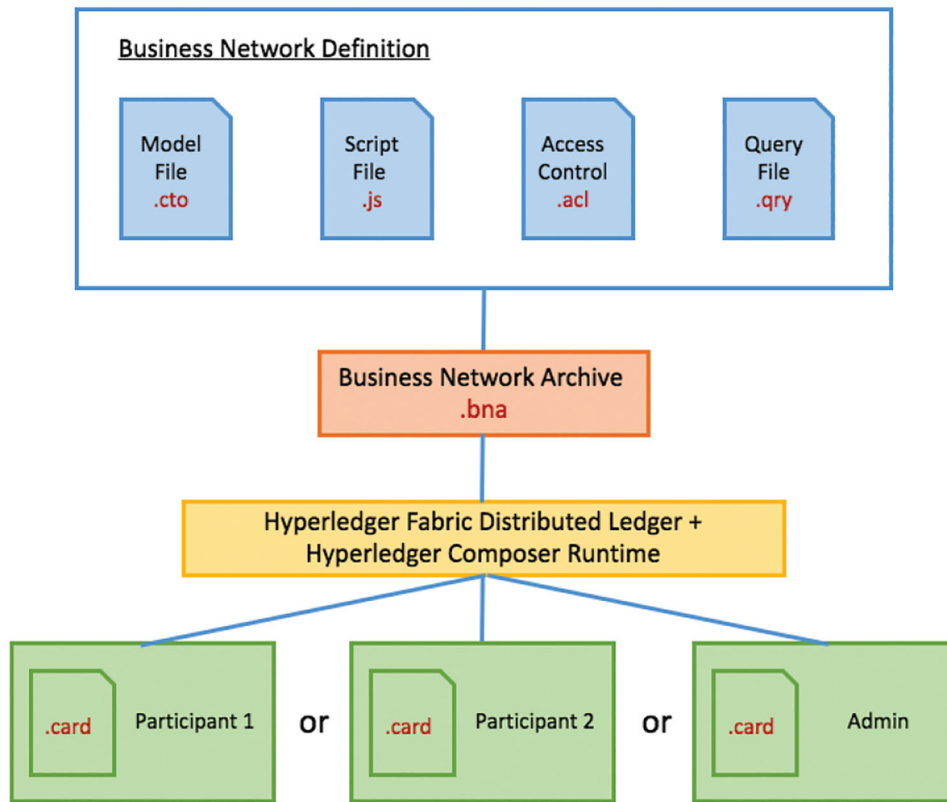 Business Network Definition
Model
File
.cto
Script
File
.js
Access
Control
.acl
Query
File
.qry
Business Network Archive
.bna
Hyperledger Fabric Distributed Ledger +
Hyperledger Composer Runtime
.card
Participant 1
or
.card
Participant 2
or
.card
Admin